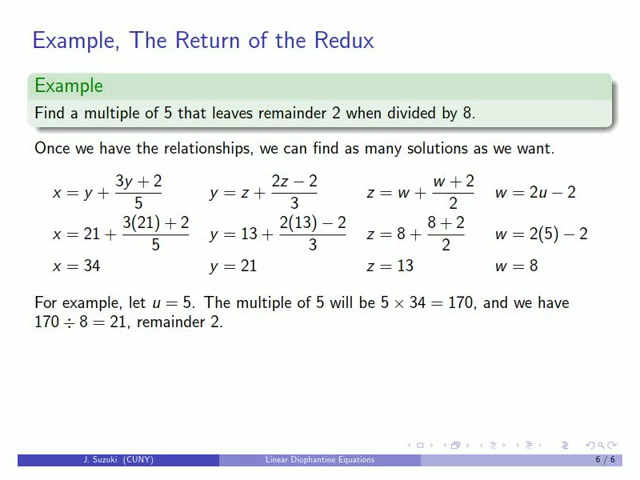 Example, The Return of the Redux
Example
Find a multiple of 5 that leaves remainder 2 when divided by 8.
Once we have the relationships, we can find as many solutions as we want.
x = y + (3y + 2)/5   y = z + (2z − 2)/3   z = w + (w + 2)/2   w = 2u − 2
x = 21 + (3(21) + 2)/5   y = 13 + (2(13) − 2)/3   z = 8 + (8 + 2)/2   w = 2(5) − 2
x = 34   y = 21   z = 13   w = 8
For example, let u = 5. The multiple of 5 will be 5 × 34 = 170, and we have
170 ÷ 8 = 21, remainder 2.
J. Suzuki (CUNY)   Linear Diophantine Equations   6 / 6